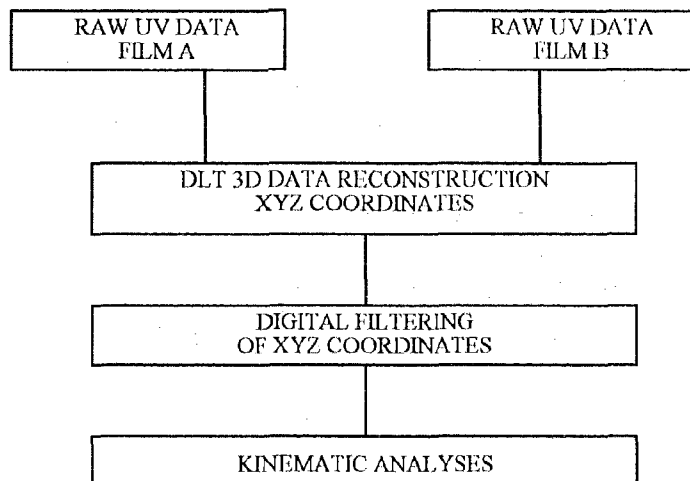 RAW UV DATA
FILM A
RAW UV DATA
FILM B
DLT 3D DATA RECONSTRUCTION
XYZ COORDINATES
DIGITAL FILTERING
OF XYZ COORDINATES
KINEMATIC ANALYSES